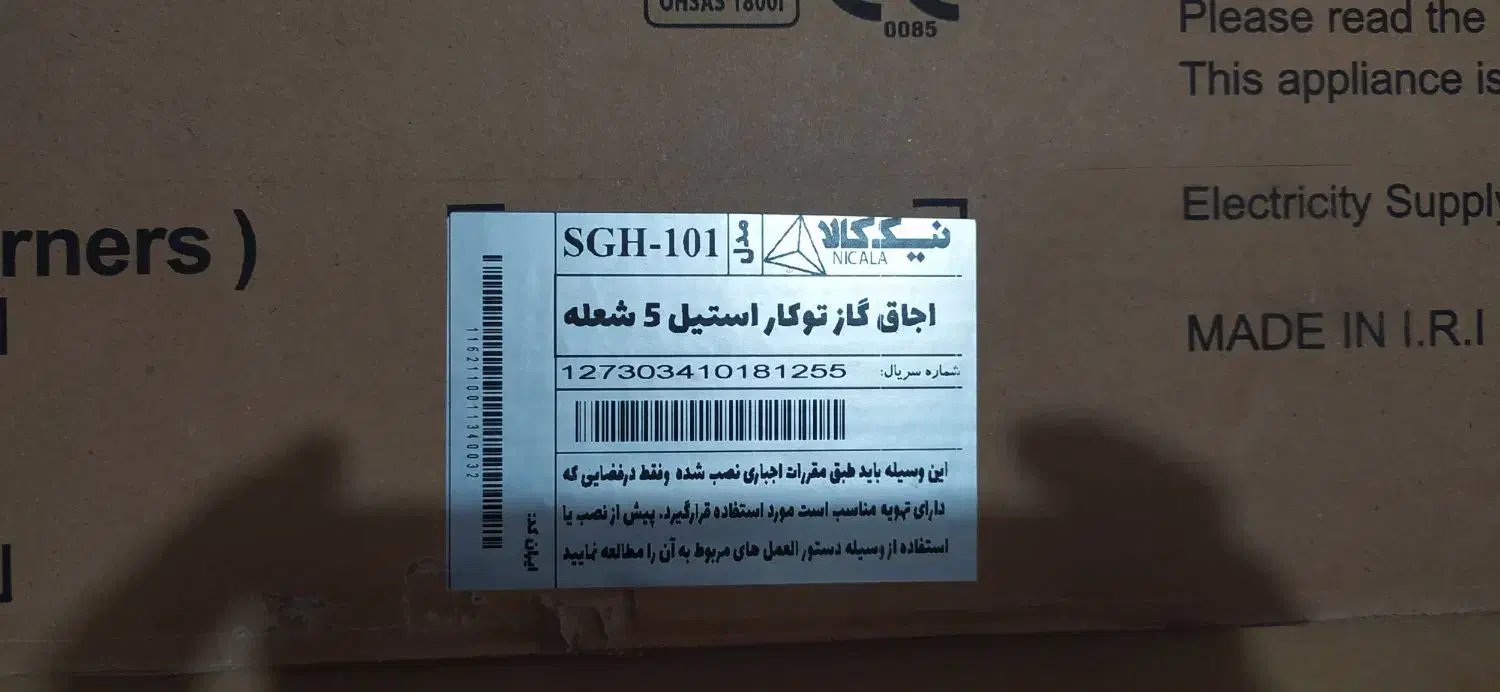 OHSAS 18001
0085
Please read the
This appliance is
Electricity Supply
MADE IN I.R.I
rners )
نیک کالا
NICALA
مدل
SGH-101
اجاق گاز توکار استیل 5 شعله
شماره سریال: 127303410181255
این وسیله باید طبق مقررات اجباری نصب شده وفقط درفضایی که
دارای تهویه مناسب است مورد استفاده قرارگیرد. پیش از نصب یا
استفاده از وسیله دستور العمل های مربوط به آن را مطالعه نمایید
ایران کد:
1162110011340032